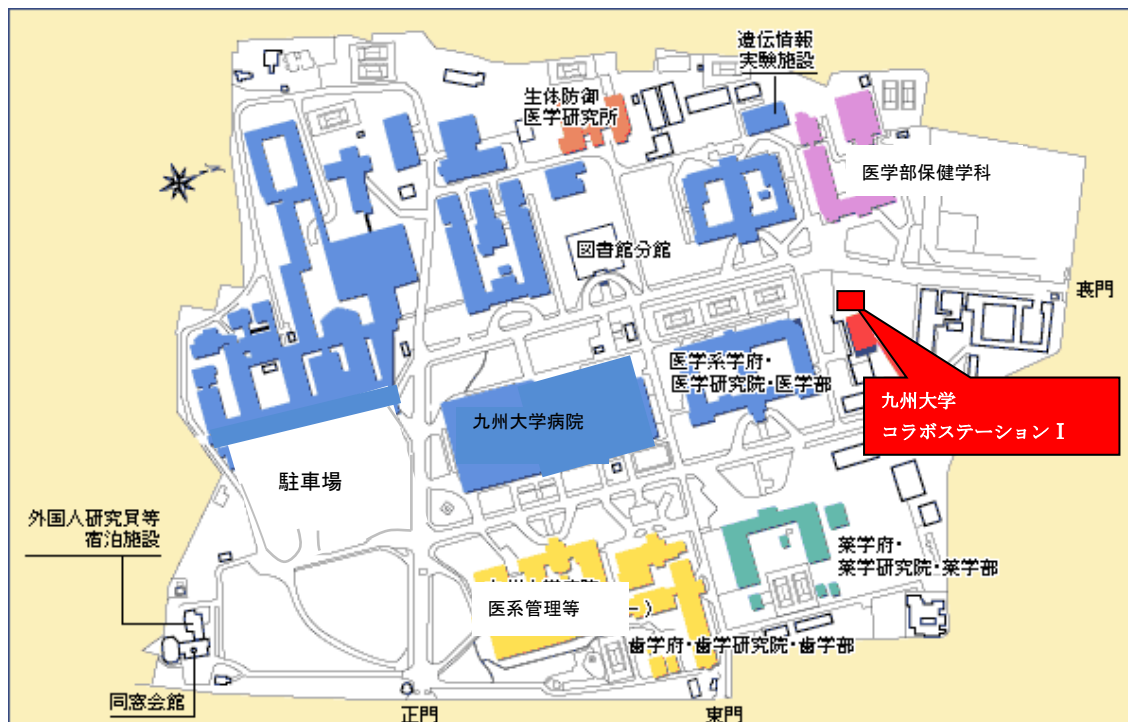 遺伝情報
実験施設
生体防御
医学研究所
医学部保健学科
図書館分館
裏門
医学系学府・
医学研究院・医学部
九州大学
コラボステーションⅠ
九州大学病院
駐車場
外国人研究員等
宿泊施設
薬学府・
薬学研究院・薬学部
医系管理等
ー)
歯学府・歯学研究院・歯学部
同窓会館
正門
東門